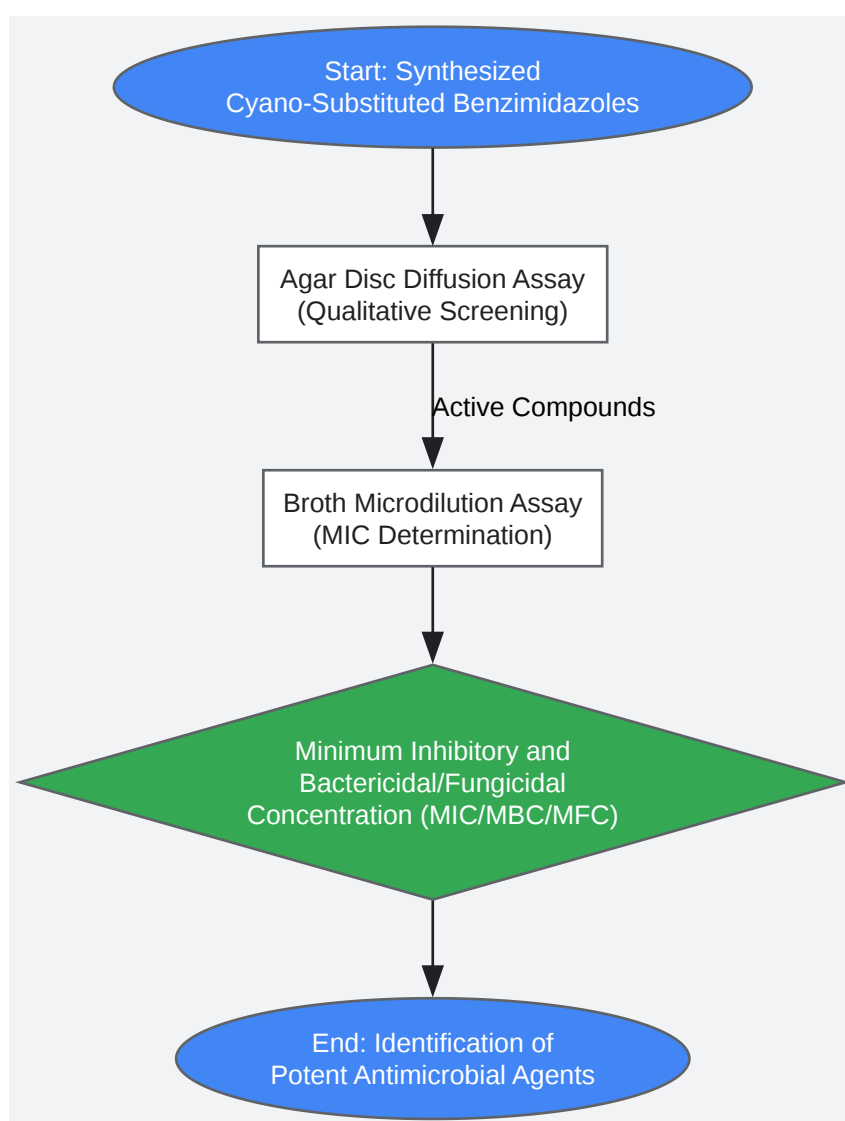 Start: Synthesized
Cyano-Substituted Benzimidazoles
Agar Disc Diffusion Assay
(Qualitative Screening)
Active Compounds
Broth Microdilution Assay
(MIC Determination)
Minimum Inhibitory and
Bactericidal/Fungicidal
Concentration (MIC/MBC/MFC)
End: Identification of
Potent Antimicrobial Agents